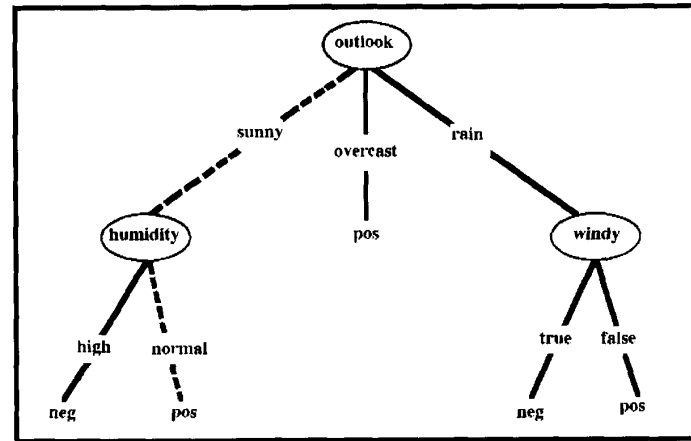 outlook
sunny
overcast
rain
humidity
pos
windy
high
normal
true
false
neg
pos
neg
pos